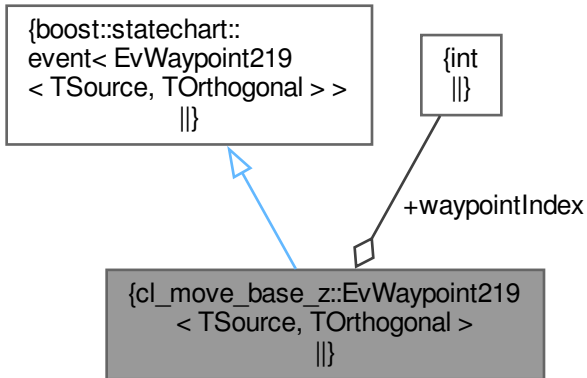 {boost::statechart::
event< EvWaypoint219
< TSource, TOrthogonal > >
||}
{int
||}
+waypointIndex
{cl_move_base_z::EvWaypoint219
< TSource, TOrthogonal >
||}